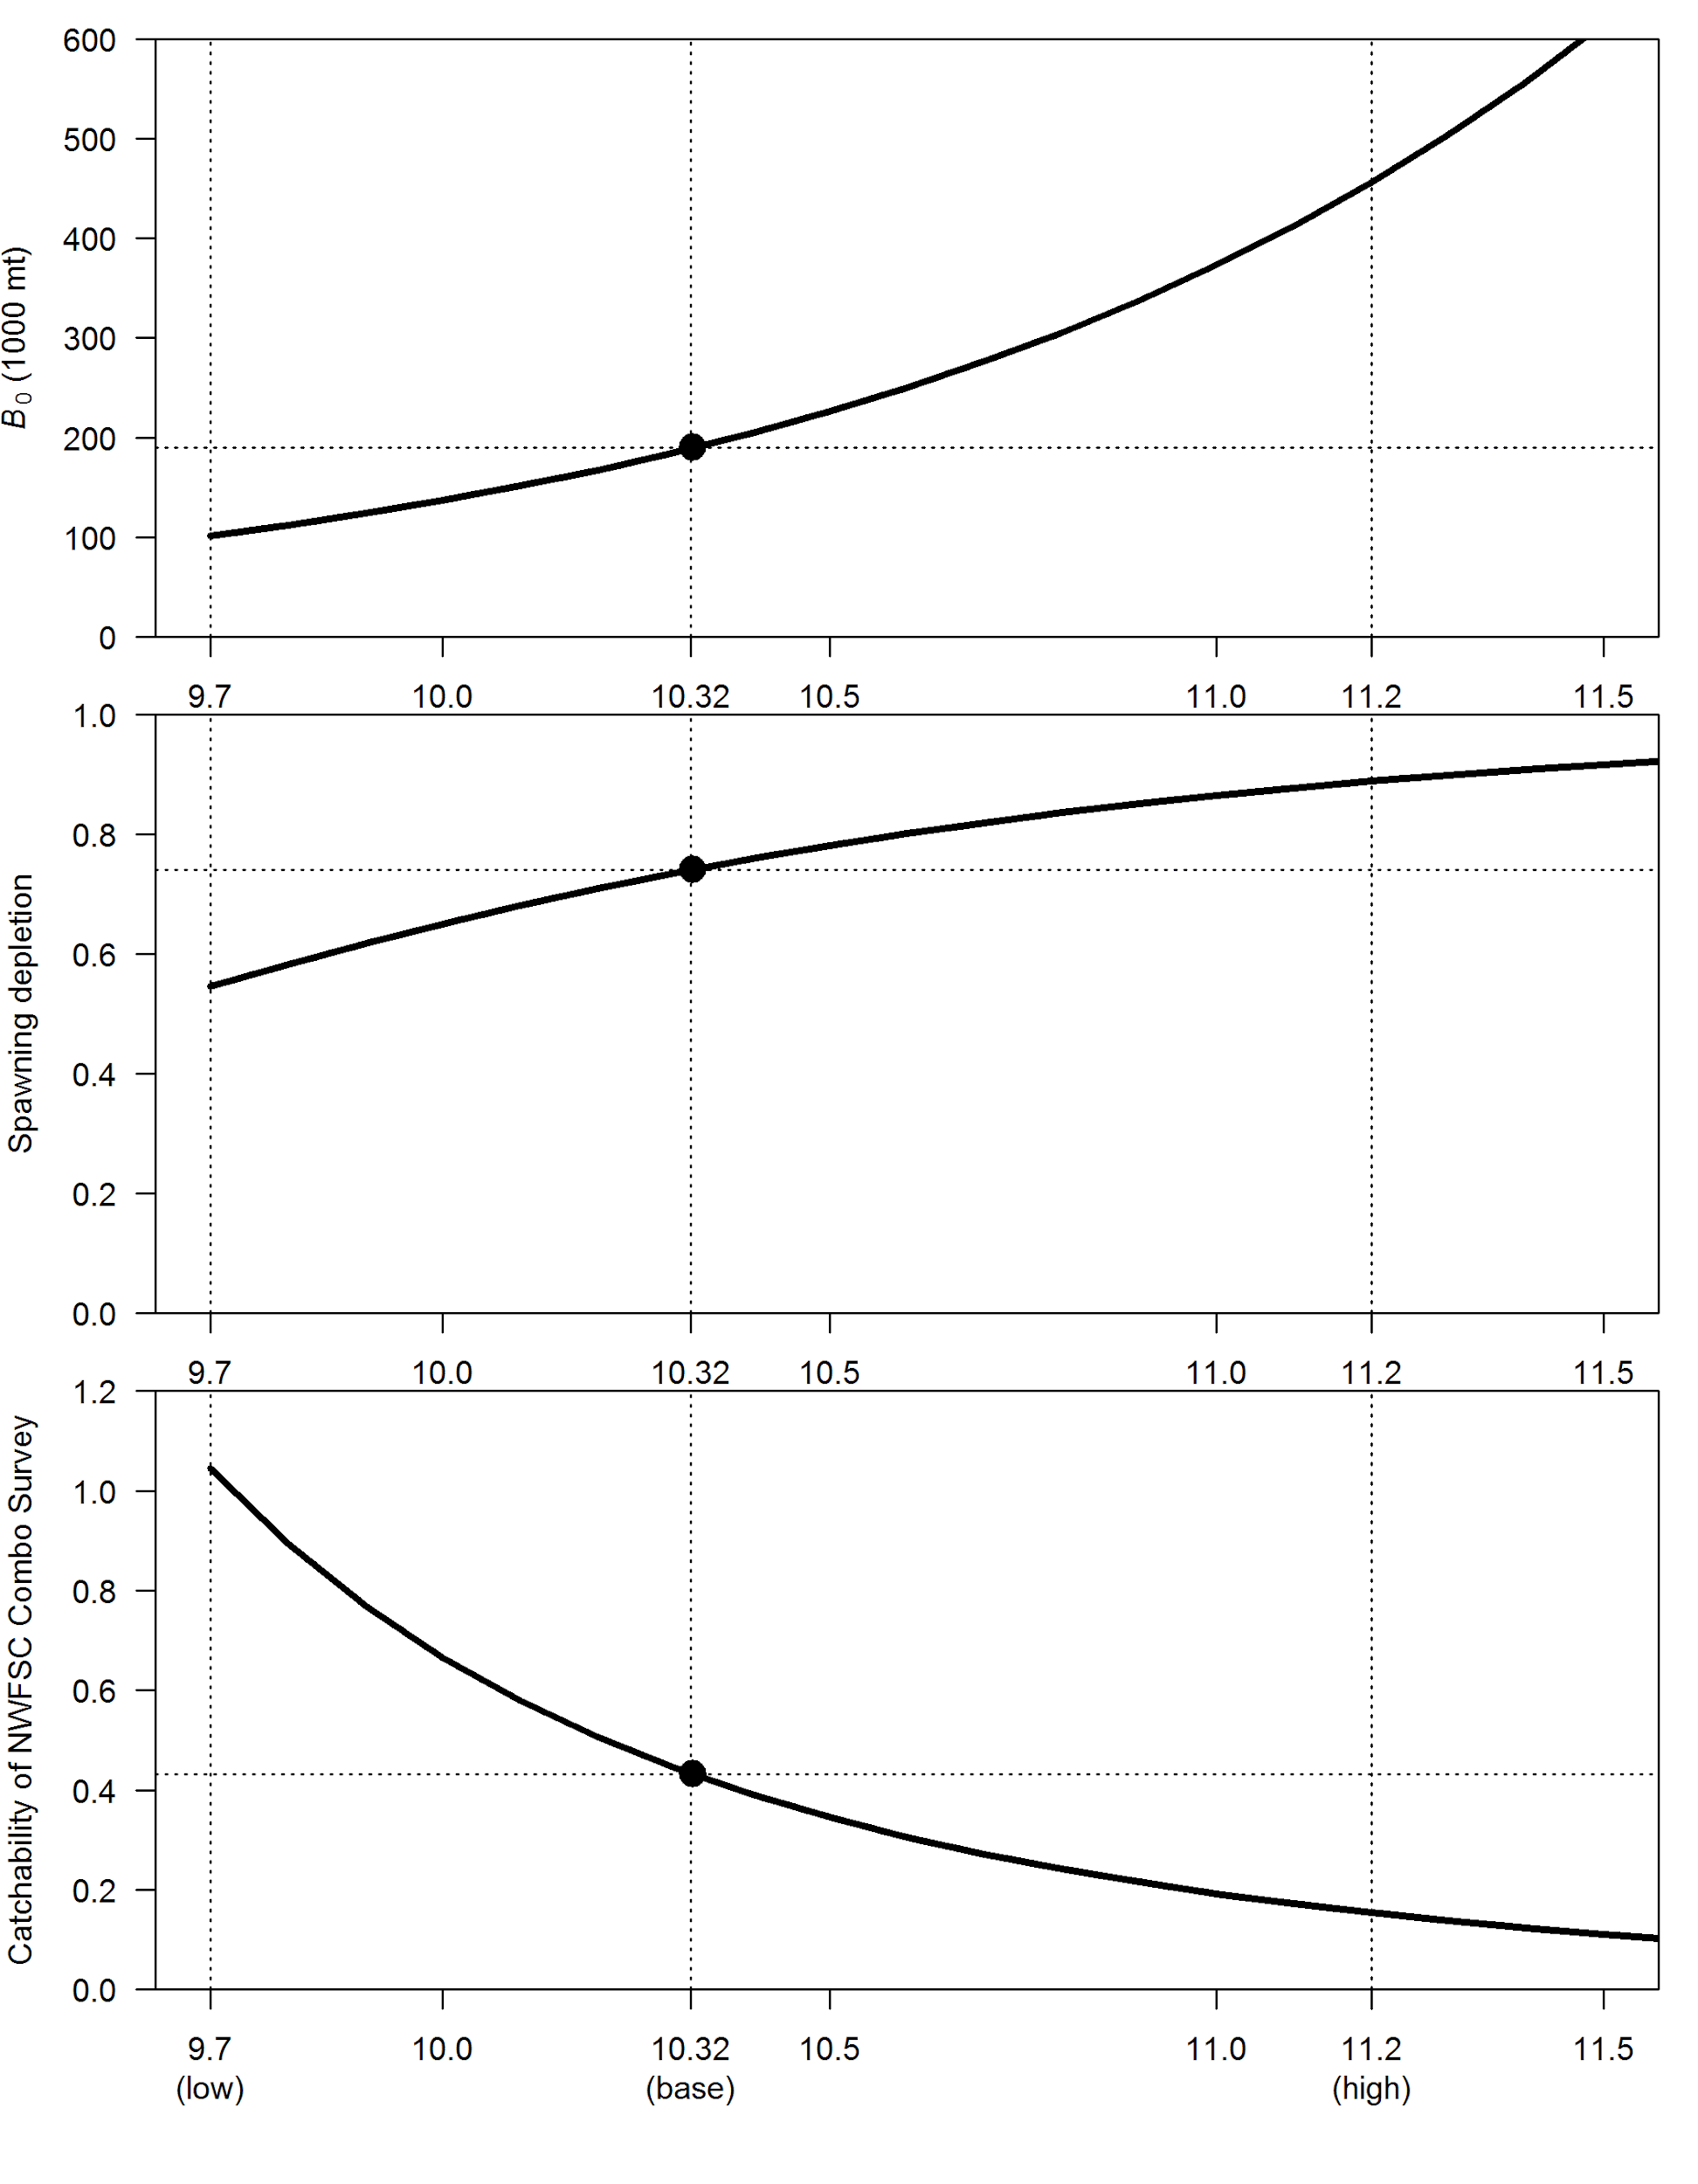 B0 (1000 mt)
600
500
400
300
200
100
0
9.7 10.0 10.32 10.5 11.0 11.2 11.5
Spawning depletion
1.0
0.8
0.6
0.4
0.2
0.0
9.7 10.0 10.32 10.5 11.0 11.2 11.5
Catchability of NWFSC Combo Survey
1.2
1.0
0.8
0.6
0.4
0.2
0.0
9.7 10.0 10.32 10.5 11.0 11.2 11.5
(low) (base) (high)